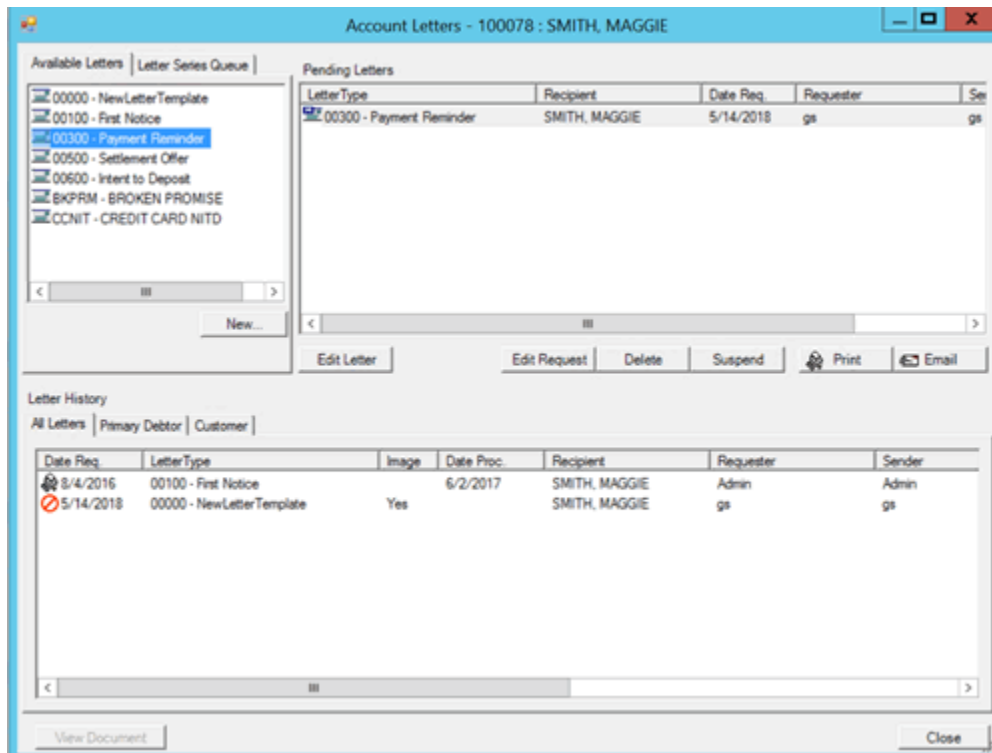 Account Letters - 100078 : SMITH, MAGGIE
Available Letters Letter Series Queue
00000 - NewLetterTemplate
00100 - First Notice
00300 - Payment Reminder
00500 - Settlement Offer
00600 - Intent to Deposit
BKPRM - BROKEN PROMISE
CCNIT - CREDIT CARD NITD
New...
Pending Letters
LetterType Recipient Date Req. Requester Se
00300 - Payment Reminder SMITH, MAGGIE 5/14/2018 gs gs
Edit Letter Edit Request Delete Suspend Print Email
Letter History
All Letters Primary Debtor Customer
Date Req. LetterType Image Date Proc. Recipient Requester Sender
8/4/2016 00100 - First Notice 6/2/2017 SMITH, MAGGIE Admin Admin
5/14/2018 00000 - NewLetterTemplate Yes SMITH, MAGGIE gs gs
View Document Close